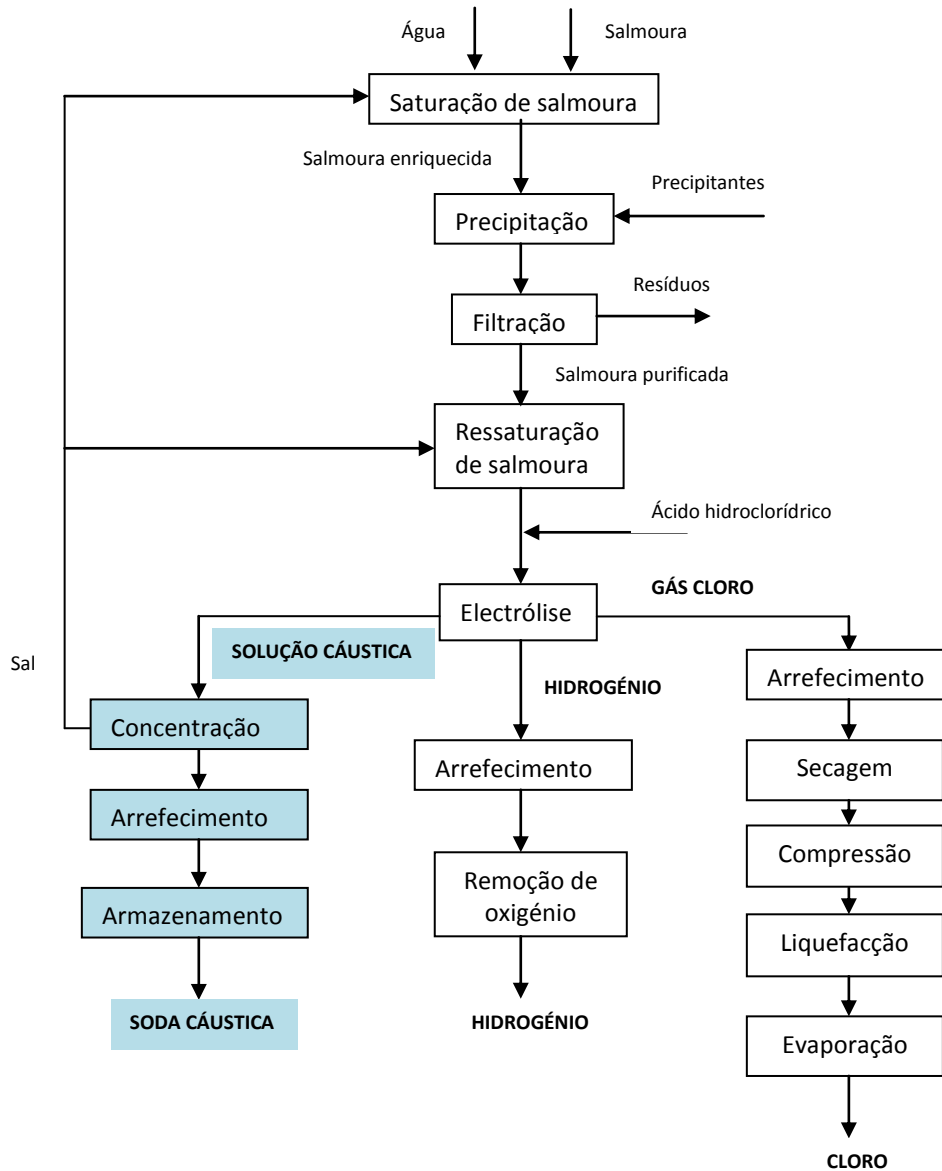 Água
Salmoura
Saturação de salmoura
Salmoura enriquecida
Precipitantes
Precipitação
Resíduos
Filtração
Salmoura purificada
Ressaturação
de salmoura
Ácido hidroclorídrico
GÁS CLORO
Electrólise
SOLUÇÃO CÁUSTICA
Sal
HIDROGÉNIO
Arrefecimento
Concentração
Arrefecimento
Secagem
Arrefecimento
Compressão
Remoção de
oxigénio
Armazenamento
Liquefacção
SODA CÁUSTICA
HIDROGÉNIO
Evaporação
CLORO